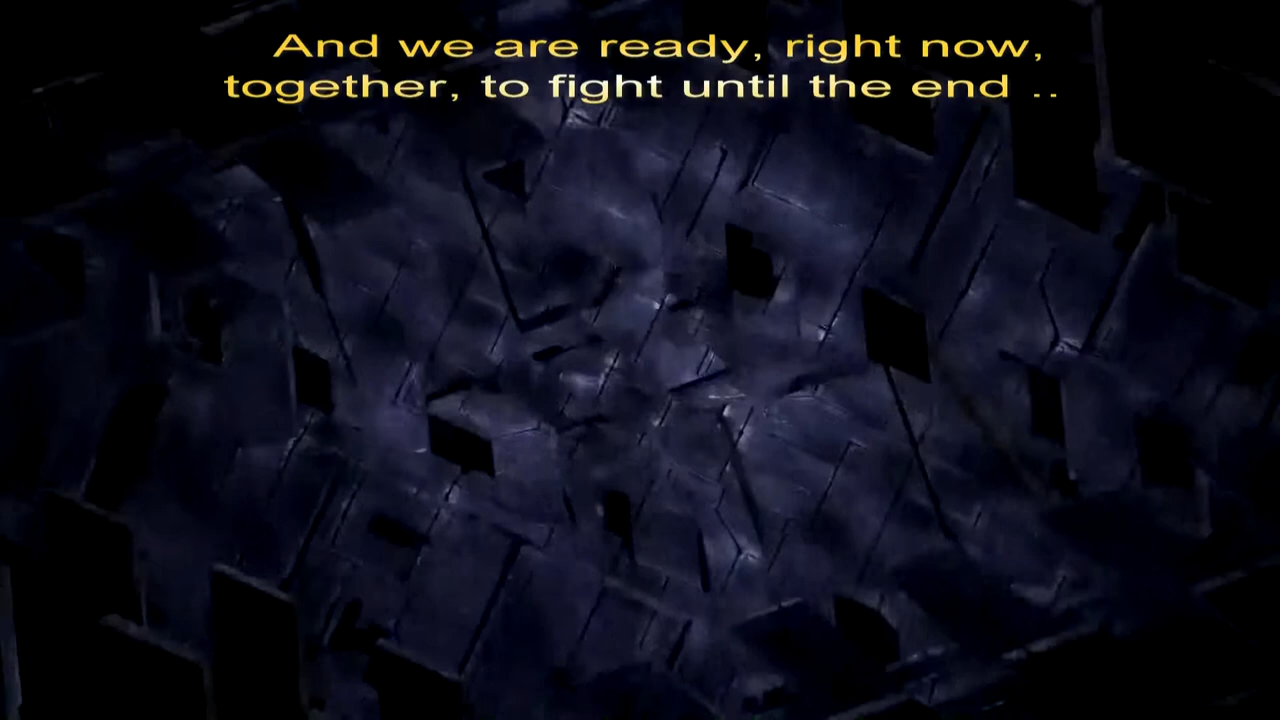 And we are ready, right now,
together, to fight until the end ..